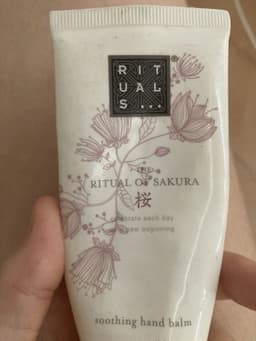 RIT
UAL
S...
THE
RITUAL OF SAKURA
桜
celebrate each day
as a new beginning
soothing hand balm